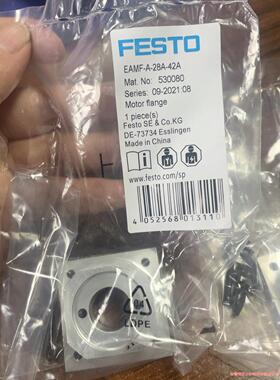 FESTO
EAMF-A-28A-42A
Mat. No: 530080
Series: 09-2021:08
Motor flange
1 piece(s)
Festo SE & Co.KG
DE-73734 Esslingen
Made in China
www.festo.com/sp
4 052568 013110
04
LDPE